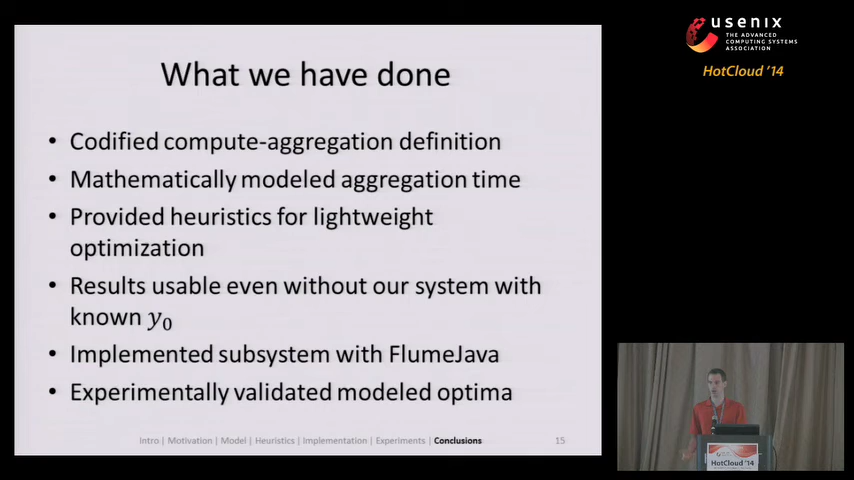 What we have done
• Codified compute-aggregation definition
• Mathematically modeled aggregation time
• Provided heuristics for lightweight
optimization
• Results usable even without our system with
known y₀
• Implemented subsystem with FlumeJava
• Experimentally validated modeled optima
Intro | Motivation | Model | Heuristics | Implementation | Experiments | Conclusions
15
usenix
THE ADVANCED
COMPUTING SYSTEMS
ASSOCIATION
HotCloud '14
HotCloud '14